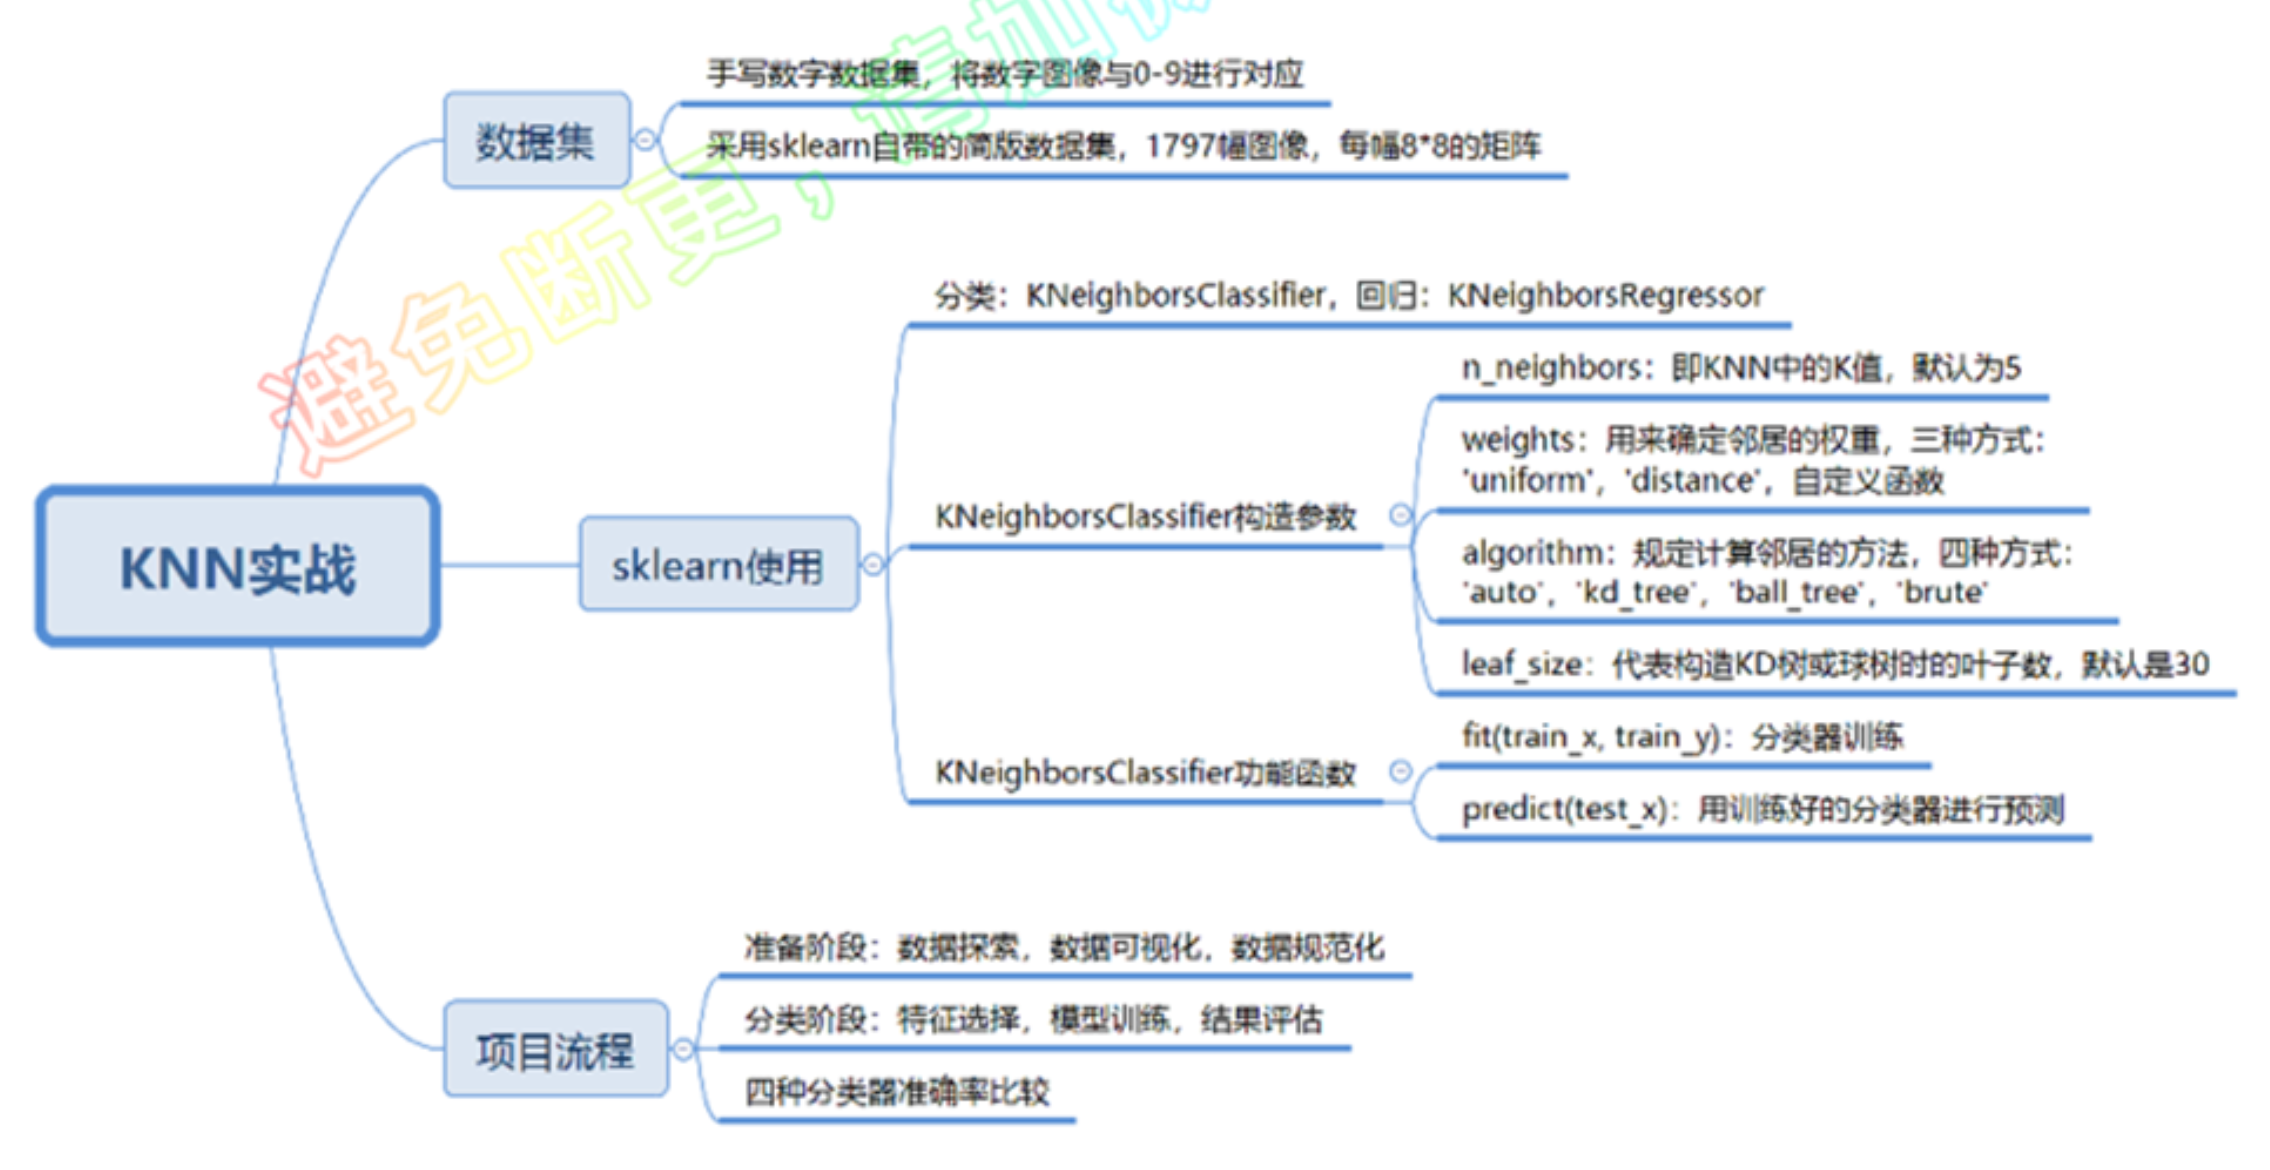 手写数字数据集，将数字图像与0-9进行对应
数据集
采用sklearn自带的简版数据集，1797幅图像，每幅8*8的矩阵
分类：KNeighborsClassifier，回归：KNeighborsRegressor
n_neighbors：即KNN中的K值，默认为5
weights：用来确定邻居的权重，三种方式：
'uniform'，'distance'，自定义函数
KNeighborsClassifier构造参数
KNN实战
sklearn使用
algorithm：规定计算邻居的方法，四种方式：
'auto'，'kd_tree'，'ball_tree'，'brute'
leaf_size：代表构造KD树或球树时的叶子数，默认是30
fit(train_x, train_y)：分类器训练
KNeighborsClassifier功能函数
predict(test_x)：用训练好的分类器进行预测
准备阶段：数据探索，数据可视化，数据规范化
分类阶段：特征选择，模型训练，结果评估
项目流程
四种分类器准确率比较
避免断更，请加